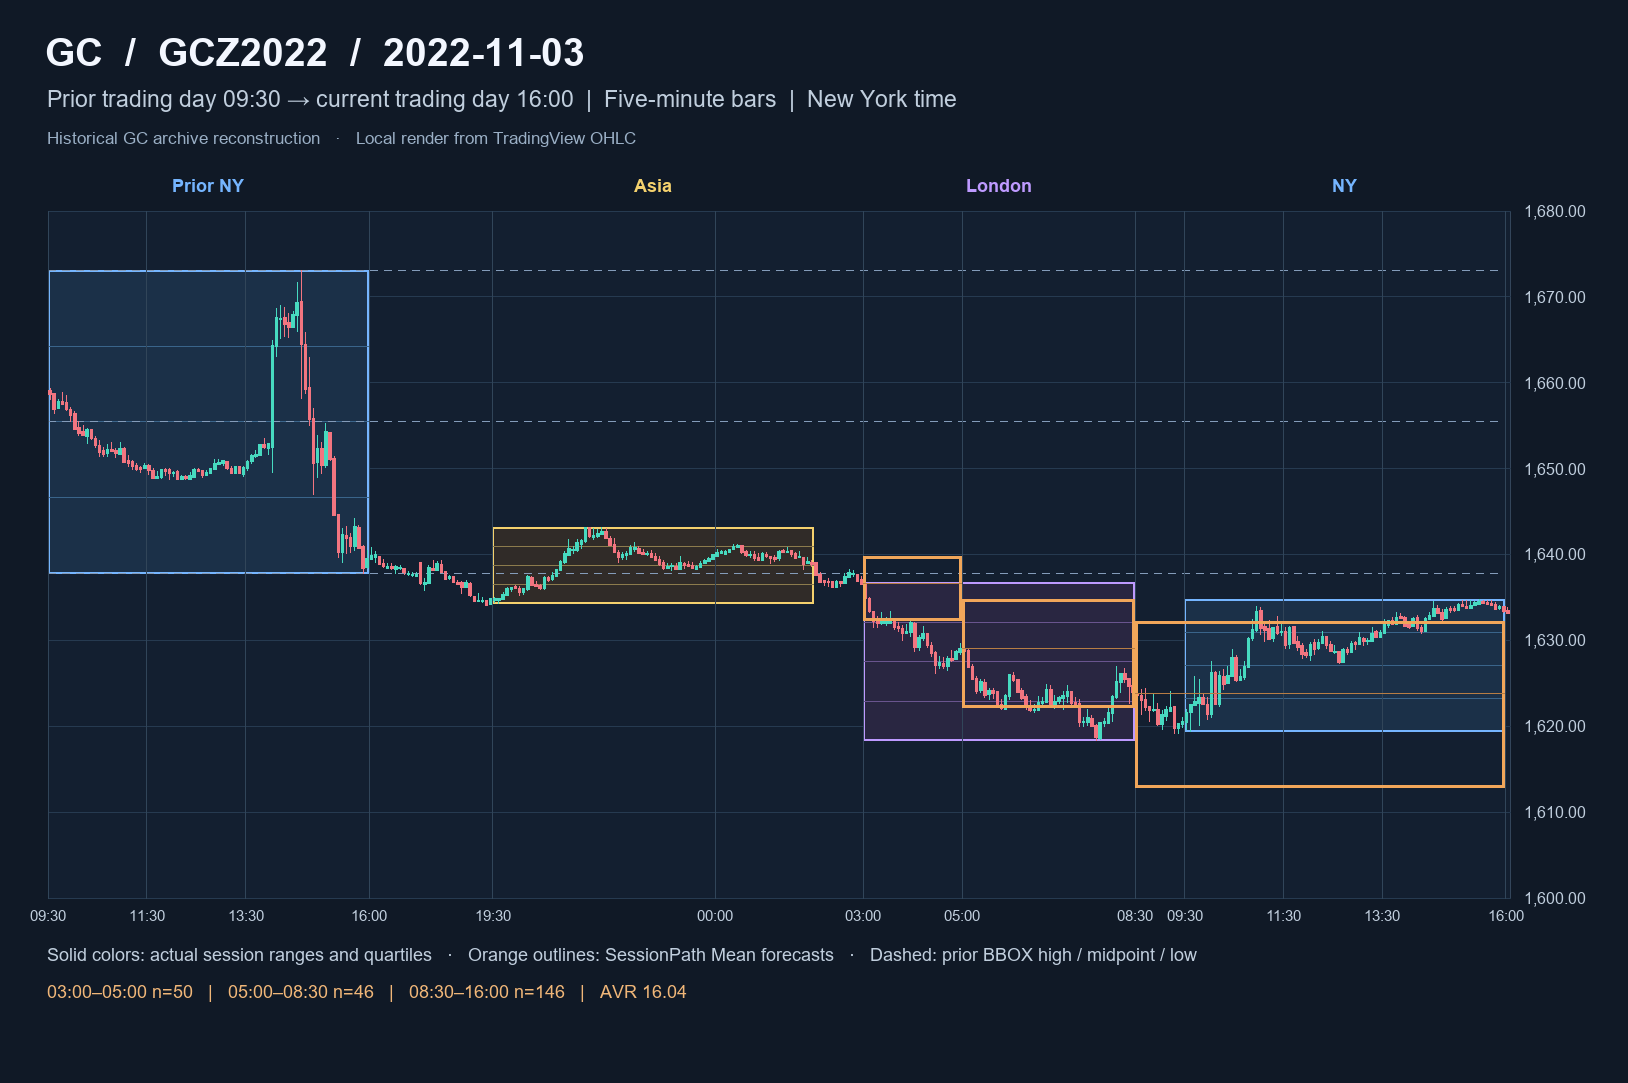 GC / GCZ2022 / 2022-11-03
Prior trading day 09:30 → current trading day 16:00 | Five-minute bars | New York time
Historical GC archive reconstruction · Local render from TradingView OHLC
Prior NY Asia London NY
1,680.00
1,670.00
1,660.00
1,650.00
1,640.00
1,630.00
1,620.00
1,610.00
1,600.00
09:30 11:30 13:30 16:00 19:30 00:00 03:00 05:00 08:30 09:30 11:30 13:30 16:00
Solid colors: actual session ranges and quartiles · Orange outlines: SessionPath Mean forecasts · Dashed: prior BBOX high / midpoint / low
03:00–05:00 n=50 | 05:00–08:30 n=46 | 08:30–16:00 n=146 | AVR 16.04